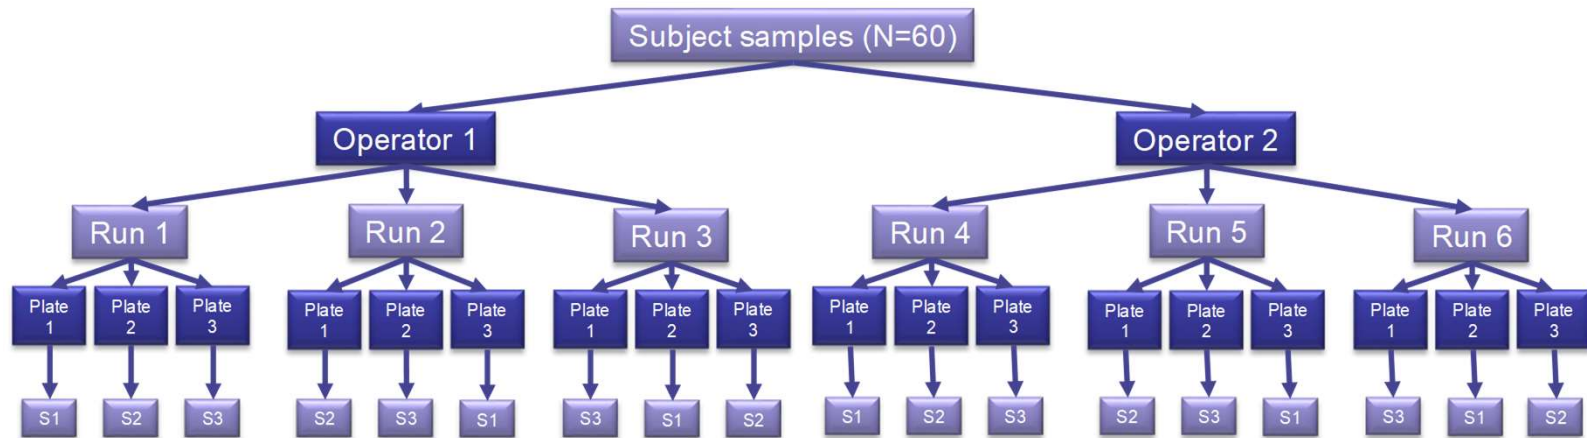 Subject samples (N=60)
Operator 1
Operator 2
Run 1
Run 2
Run 3
Run 4
Run 5
Run 6
Plate
1
Plate
2
Plate
3
Plate
1
Plate
2
Plate
3
Plate
1
Plate
2
Plate
3
Plate
1
Plate
2
Plate
3
Plate
1
Plate
2
Plate
3
Plate
1
Plate
2
Plate
3
S1
S2
S3
S2
S3
S1
S3
S1
S2
S1
S2
S3
S2
S3
S1
S3
S1
S2